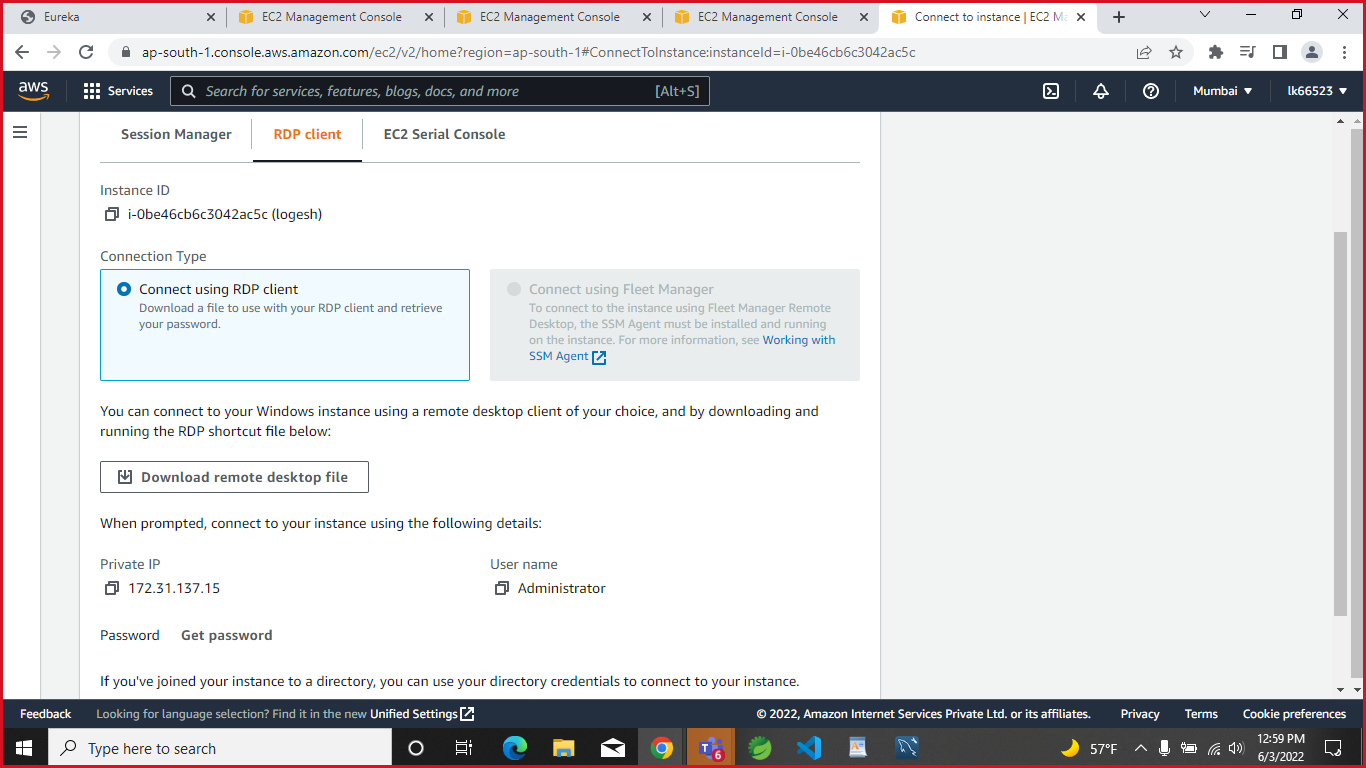 Eureka
EC2 Management Console
EC2 Management Console
EC2 Management Console
Connect to instance | EC2 Ma
ap-south-1.console.aws.amazon.com/ec2/v2/home?region=ap-south-1#ConnectToInstance:instanceId=i-0be46cb6c3042ac5c
aws
Services
Search for services, features, blogs, docs, and more
[Alt+S]
Mumbai
lk66523
Session Manager
RDP client
EC2 Serial Console
Instance ID
i-0be46cb6c3042ac5c (logesh)
Connection Type
Connect using RDP client
Download a file to use with your RDP client and retrieve
your password.
Connect using Fleet Manager
To connect to the instance using Fleet Manager Remote
Desktop, the SSM Agent must be installed and running
on the instance. For more information, see Working with
SSM Agent
You can connect to your Windows instance using a remote desktop client of your choice, and by downloading and
running the RDP shortcut file below:
Download remote desktop file
When prompted, connect to your instance using the following details:
Private IP
172.31.137.15
User name
Administrator
Password
Get password
If you've joined your instance to a directory, you can use your directory credentials to connect to your instance.
Feedback
Looking for language selection? Find it in the new Unified Settings
© 2022, Amazon Internet Services Private Ltd. or its affiliates.
Privacy
Terms
Cookie preferences
Type here to search
6
57°F
12:59 PM
6/3/2022